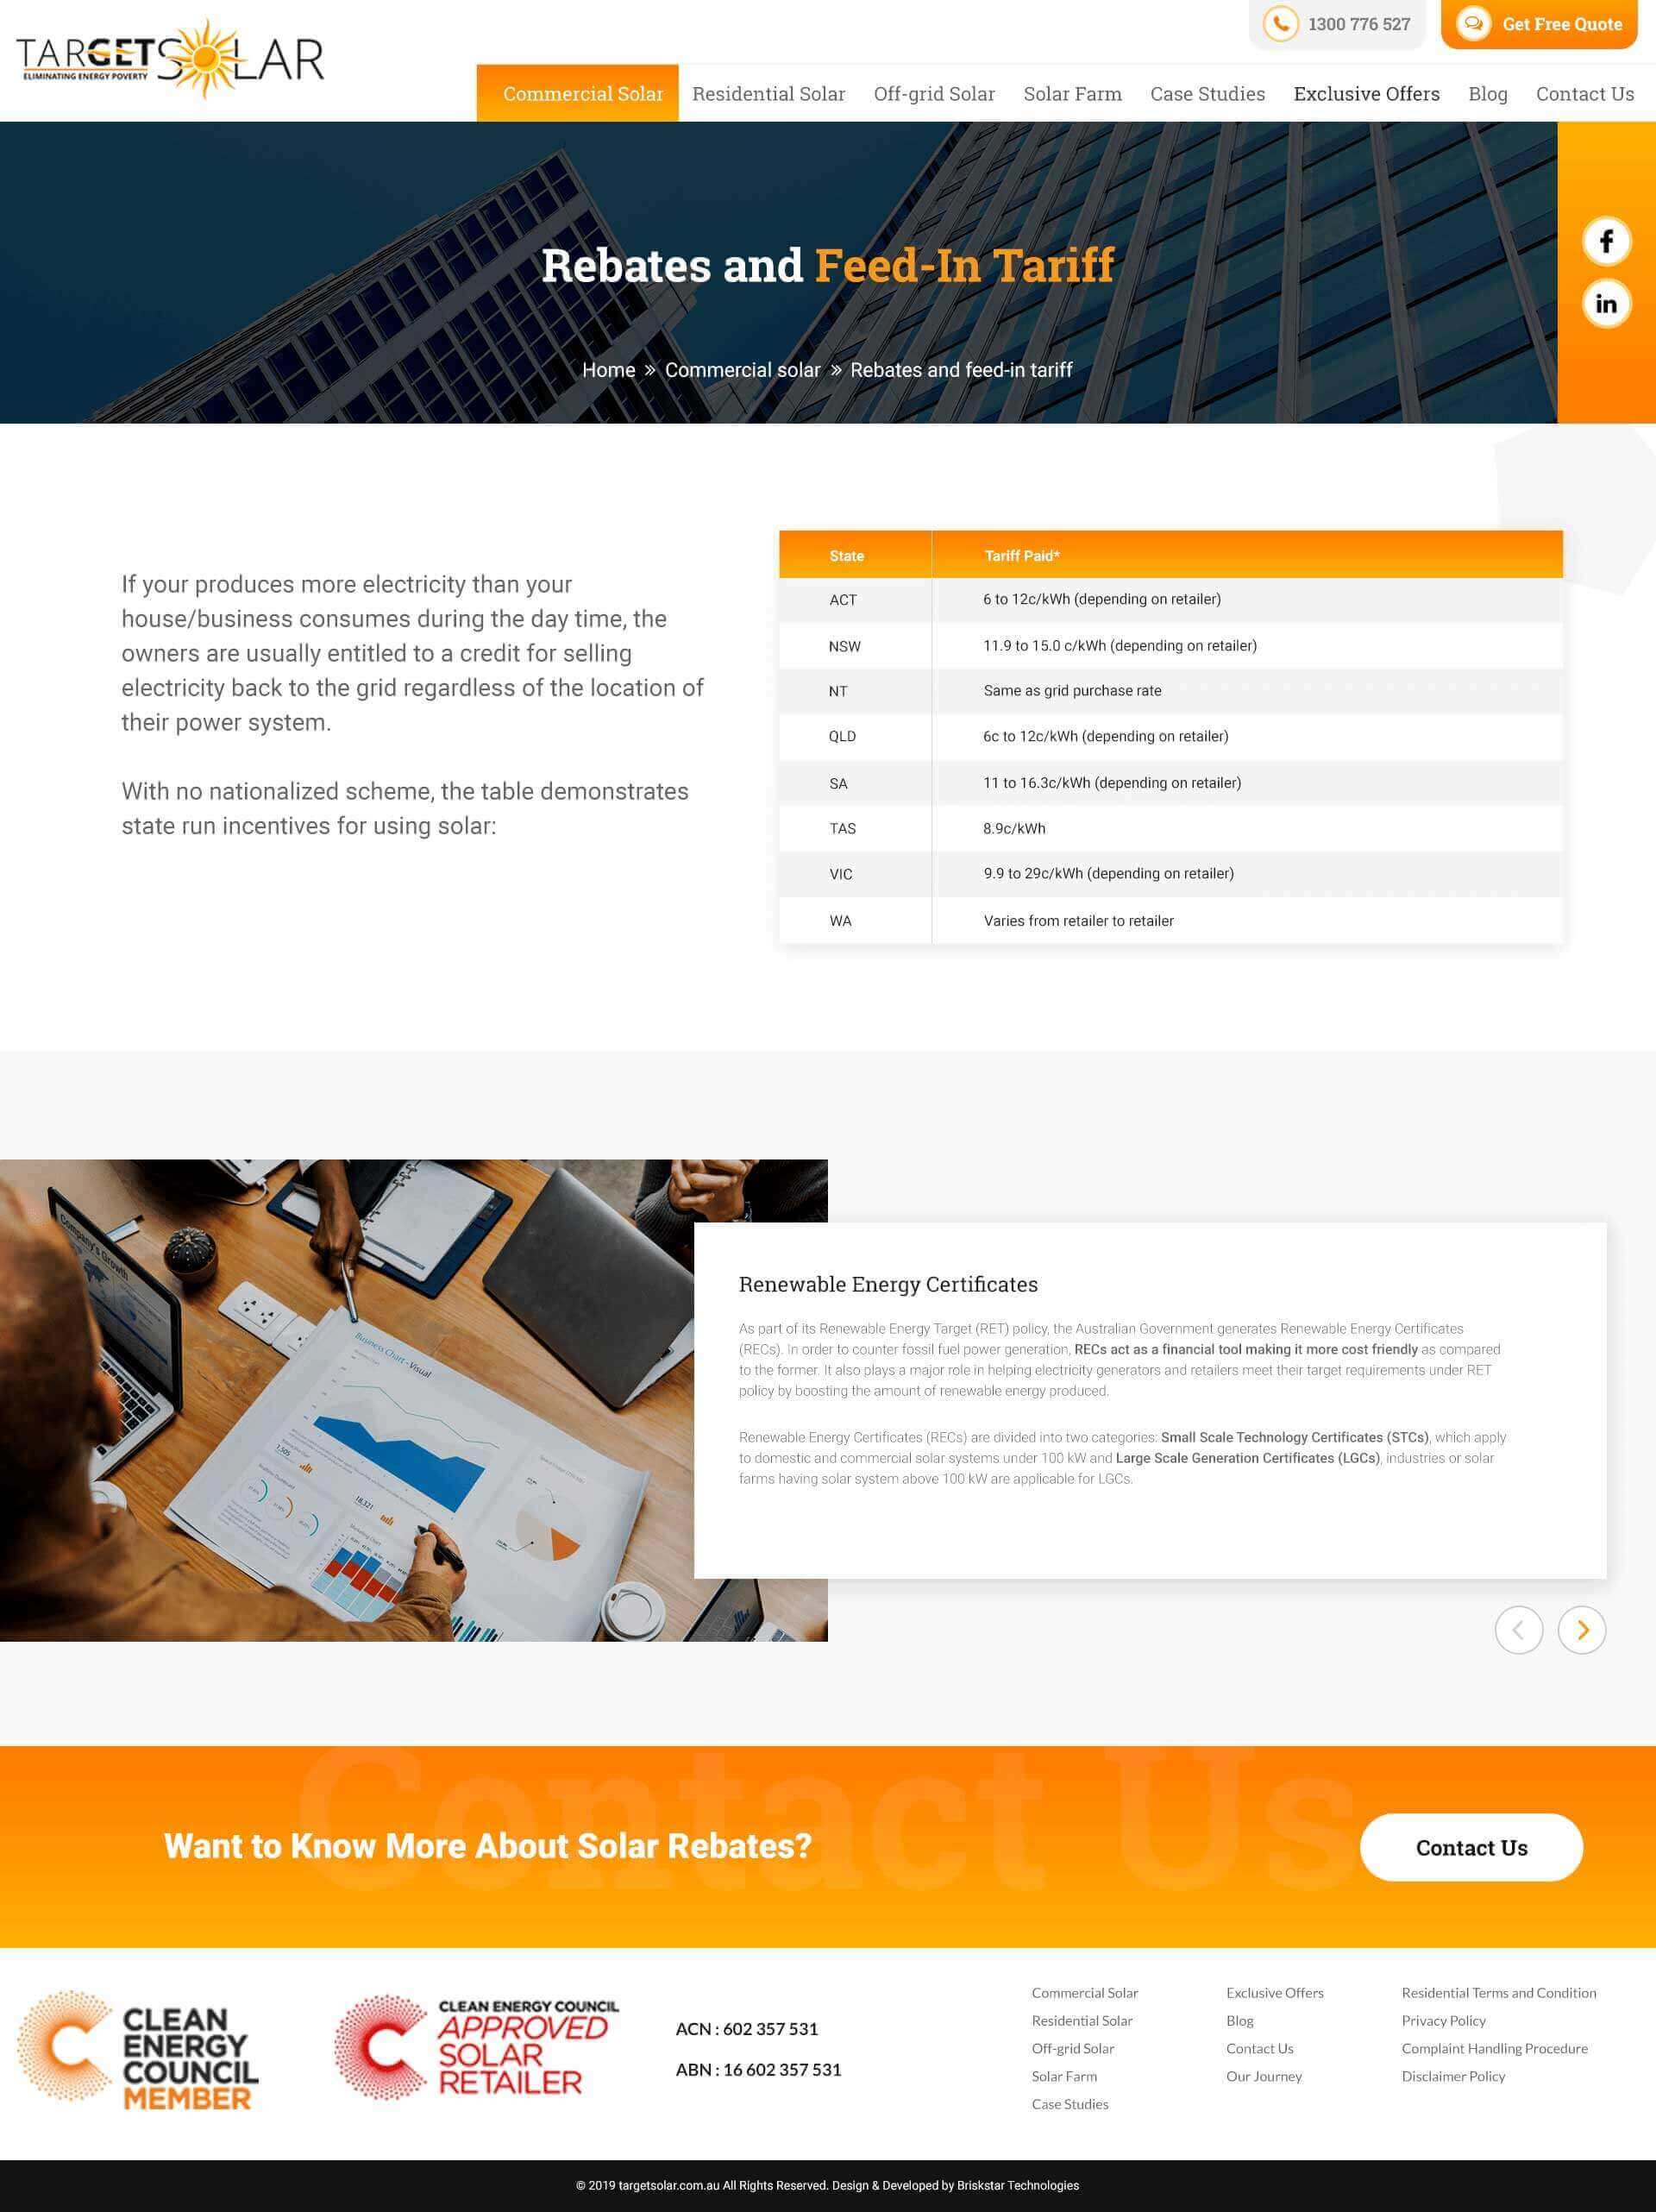 TARGETSOLAR
ELIMINATING ENERGY POVERTY
1300 776 527
Get Free Quote
Commercial Solar Residential Solar Off-grid Solar Solar Farm Case Studies Exclusive Offers Blog Contact Us
Rebates and Feed-In Tariff
Home » Commercial solar » Rebates and feed-in tariff
If your produces more electricity than your
house/business consumes during the day time, the
owners are usually entitled to a credit for selling
electricity back to the grid regardless of the location of
their power system.
With no nationalized scheme, the table demonstrates
state run incentives for using solar:
State Tariff Paid*
ACT 6 to 12c/kWh (depending on retailer)
NSW 11.9 to 15.0 c/kWh (depending on retailer)
NT Same as grid purchase rate
QLD 6c to 12c/kWh (depending on retailer)
SA 11 to 16.3c/kWh (depending on retailer)
TAS 8.9c/kWh
VIC 9.9 to 29c/kWh (depending on retailer)
WA Varies from retailer to retailer
Company's Growth
Business Chart - Visual
1,505
18,321
Renewable Energy Certificates
As part of its Renewable Energy Target (RET) policy, the Australian Government generates Renewable Energy Certificates
(RECs). In order to counter fossil fuel power generation, RECs act as a financial tool making it more cost friendly as compared
to the former. It also plays a major role in helping electricity generators and retailers meet their target requirements under RET
policy by boosting the amount of renewable energy produced.
Renewable Energy Certificates (RECs) are divided into two categories: Small Scale Technology Certificates (STCs), which apply
to domestic and commercial solar systems under 100 kW and Large Scale Generation Certificates (LGCs), industries or solar
farms having solar system above 100 kW are applicable for LGCs.
Contact Us
Want to Know More About Solar Rebates?
Contact Us
CLEAN
ENERGY
COUNCIL
MEMBER
CLEAN ENERGY COUNCIL
APPROVED
SOLAR
RETAILER
ACN : 602 357 531
ABN : 16 602 357 531
Commercial Solar
Residential Solar
Off-grid Solar
Solar Farm
Case Studies
Exclusive Offers
Blog
Contact Us
Our Journey
Residential Terms and Condition
Privacy Policy
Complaint Handling Procedure
Disclaimer Policy
© 2019 targetsolar.com.au All Rights Reserved. Design & Developed by Briskstar Technologies